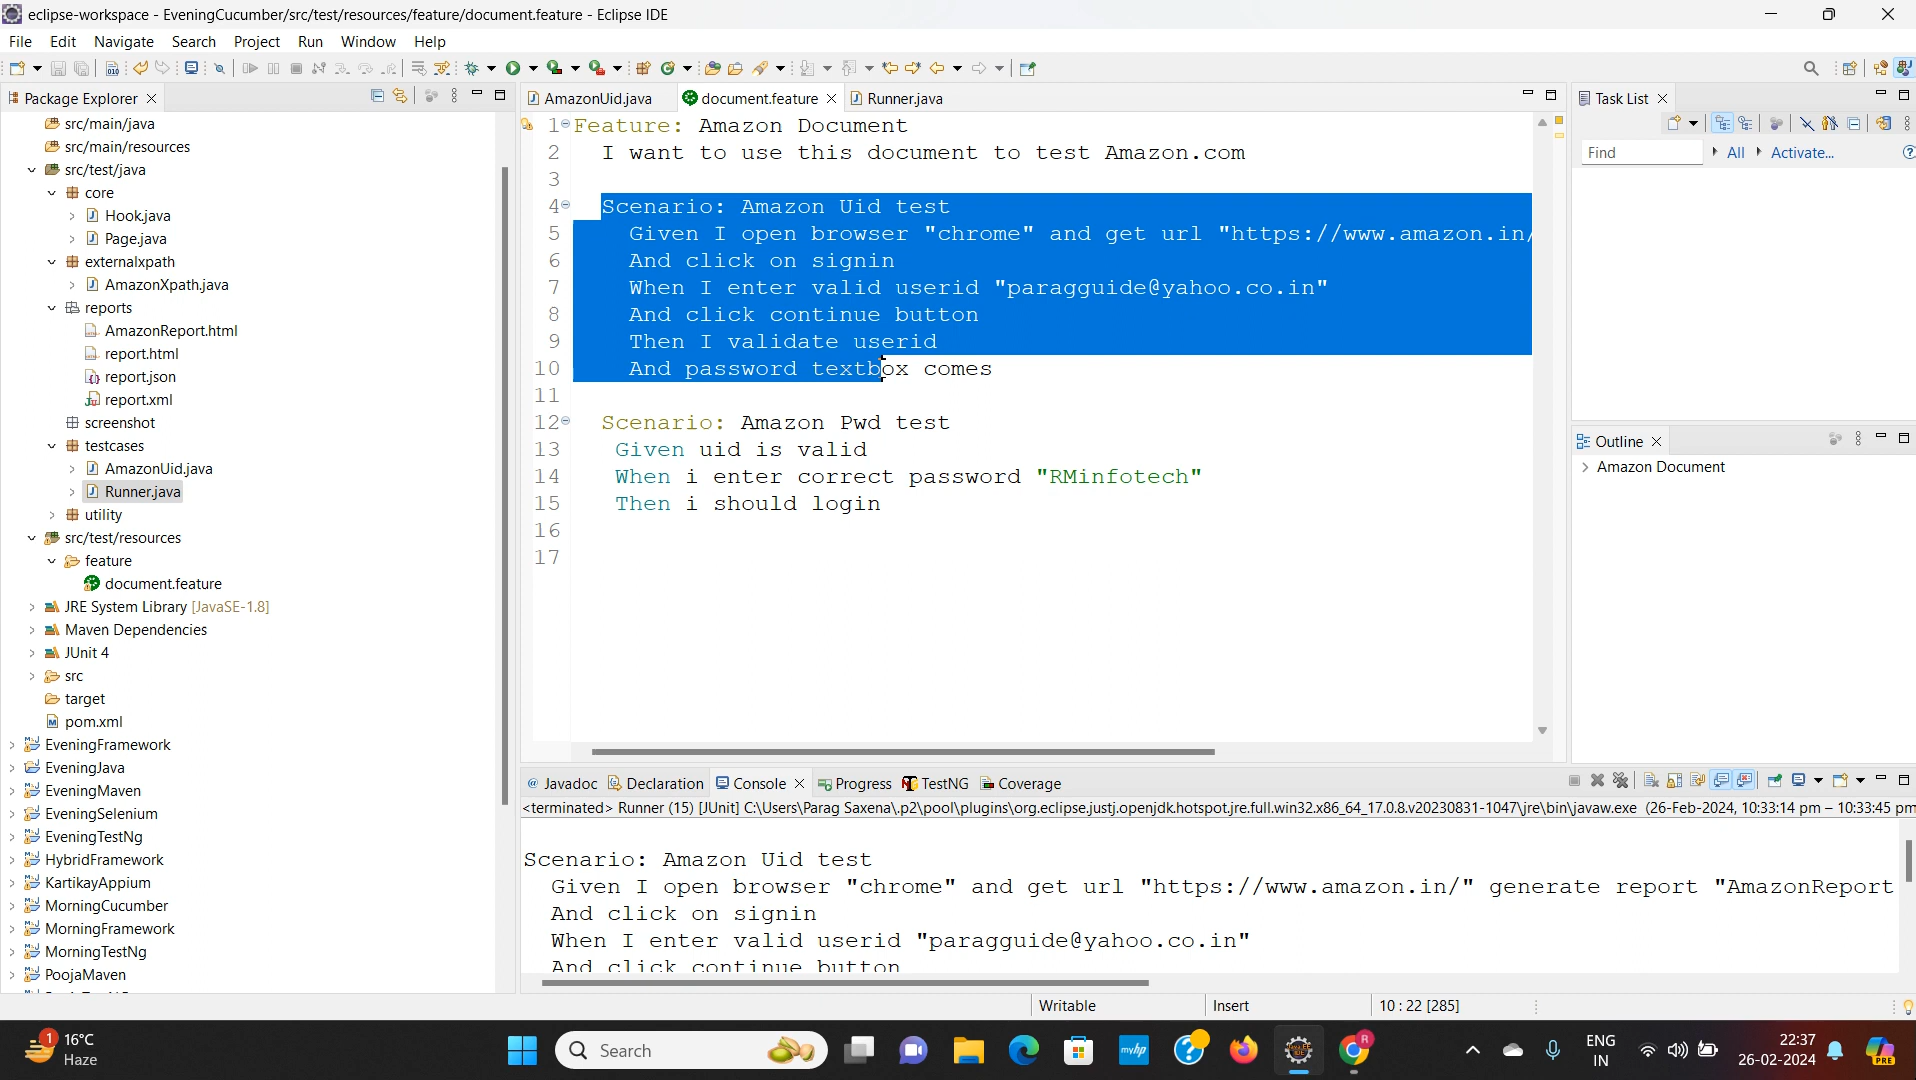 eclipse-workspace - EveningCucumber/src/test/resources/feature/document.feature - Eclipse IDE
File Edit Navigate Search Project Run Window Help
Package Explorer
src/main/java
src/main/resources
src/test/java
core
Hook.java
Page.java
externalxpath
AmazonXpath.java
reports
AmazonReport.html
report.html
report.json
report.xml
screenshot
testcases
AmazonUid.java
Runner.java
utility
src/test/resources
feature
document.feature
JRE System Library [JavaSE-1.8]
Maven Dependencies
JUnit 4
src
target
pom.xml
EveningFramework
EveningJava
EveningMaven
EveningSelenium
EveningTestNg
HybridFramework
KartikayAppium
MorningCucumber
MorningFramework
MorningTestNg
PoojaMaven
AmazonUid.java document.feature Runner.java
1 Feature: Amazon Document
2 I want to use this document to test Amazon.com
3
4 Scenario: Amazon Uid test
5 Given I open browser "chrome" and get url "https://www.amazon.in/
6 And click on signin
7 When I enter valid userid "paragguide@yahoo.co.in"
8 And click continue button
9 Then I validate userid
10 And password textbox comes
11
12 Scenario: Amazon Pwd test
13 Given uid is valid
14 When i enter correct password "RMinfotech"
15 Then i should login
16
17
Task List
Find All Activate...
Outline
Amazon Document
@ Javadoc Declaration Console Progress TestNG Coverage
<terminated> Runner (15) [JUnit] C:\Users\Parag Saxena\.p2\pool\plugins\org.eclipse.justj.openjdk.hotspot.jre.full.win32.x86_64_17.0.8.v20230831-1047\jre\bin\javaw.exe (26-Feb-2024, 10:33:14 pm – 10:33:45 pm
Scenario: Amazon Uid test
Given I open browser "chrome" and get url "https://www.amazon.in/" generate report "AmazonReport
And click on signin
When I enter valid userid "paragguide@yahoo.co.in"
And click continue button
Writable Insert 10 : 22 [285]
1
16°C
Haze
Search
myhp
R
ENG
IN
22:37
26-02-2024
PRE